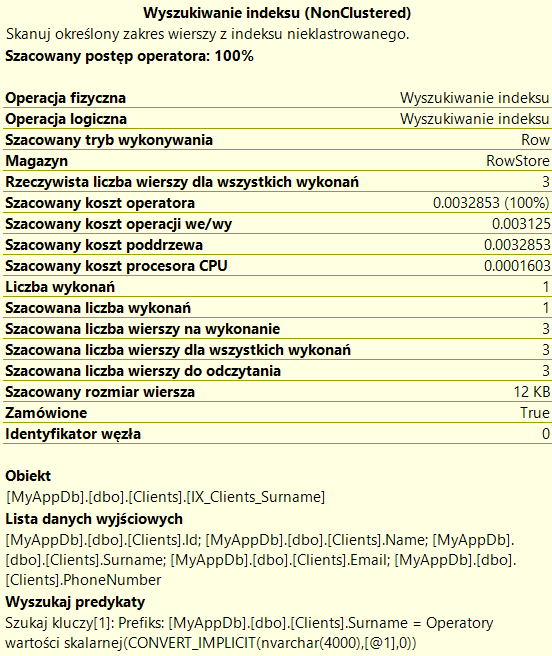 Wyszukiwanie indeksu (NonClustered)
Skanuj określony zakres wierszy z indeksu nieklastrowanego.
Szacowany postęp operatora: 100%
Operacja fizyczna Wyszukiwanie indeksu
Operacja logiczna Wyszukiwanie indeksu
Szacowany tryb wykonywania Row
Magazyn RowStore
Rzeczywista liczba wierszy dla wszystkich wykonań 3
Szacowany koszt operatora 0.0032853 (100%)
Szacowany koszt operacji we/wy 0.003125
Szacowany koszt poddrzewa 0.0032853
Szacowany koszt procesora CPU 0.0001603
Liczba wykonań 1
Szacowana liczba wykonań 1
Szacowana liczba wierszy na wykonanie 3
Szacowana liczba wierszy dla wszystkich wykonań 3
Szacowana liczba wierszy do odczytania 3
Szacowany rozmiar wiersza 12 KB
Zamówione True
Identyfikator węzła 0
Obiekt
[MyAppDb].[dbo].[Clients].[IX_Clients_Surname]
Lista danych wyjściowych
[MyAppDb].[dbo].[Clients].Id; [MyAppDb].[dbo].[Clients].Name; [MyAppDb].
[dbo].[Clients].Surname; [MyAppDb].[dbo].[Clients].Email; [MyAppDb].[dbo].
[Clients].PhoneNumber
Wyszukaj predykaty
Szukaj kluczy[1]: Prefiks: [MyAppDb].[dbo].[Clients].Surname = Operatory
wartości skalarnej(CONVERT_IMPLICIT(nvarchar(4000),[@1],0))